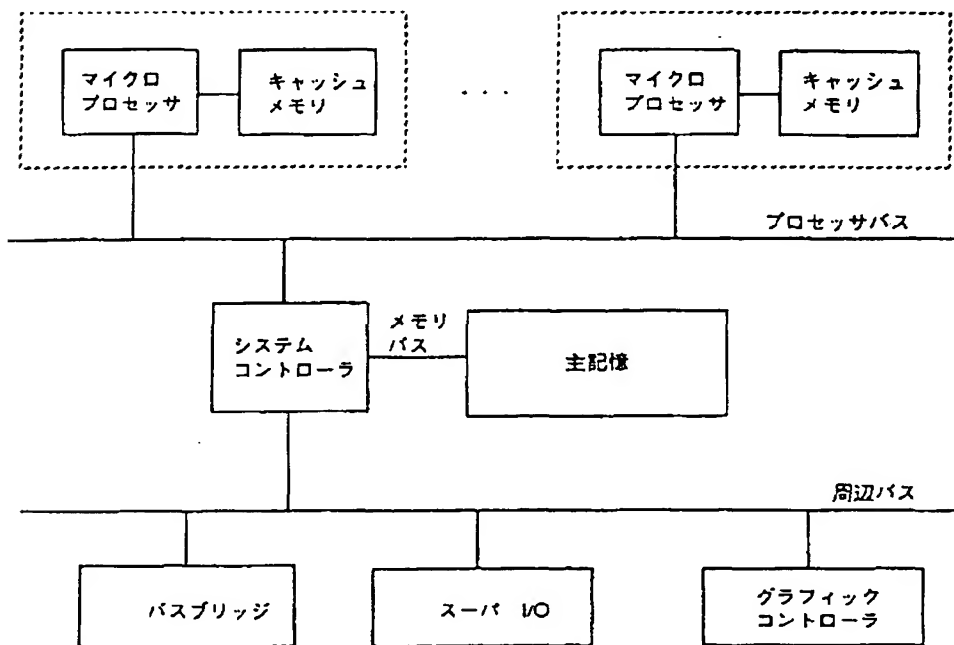 マイクロ
プロセッサ
キャッシュ
メモリ
. . .
マイクロ
プロセッサ
キャッシュ
メモリ
プロセッサバス
システム
コントローラ
メモリ
バス
主記憶
周辺バス
バスブリッジ
スーパ I/O
グラフィック
コントローラ